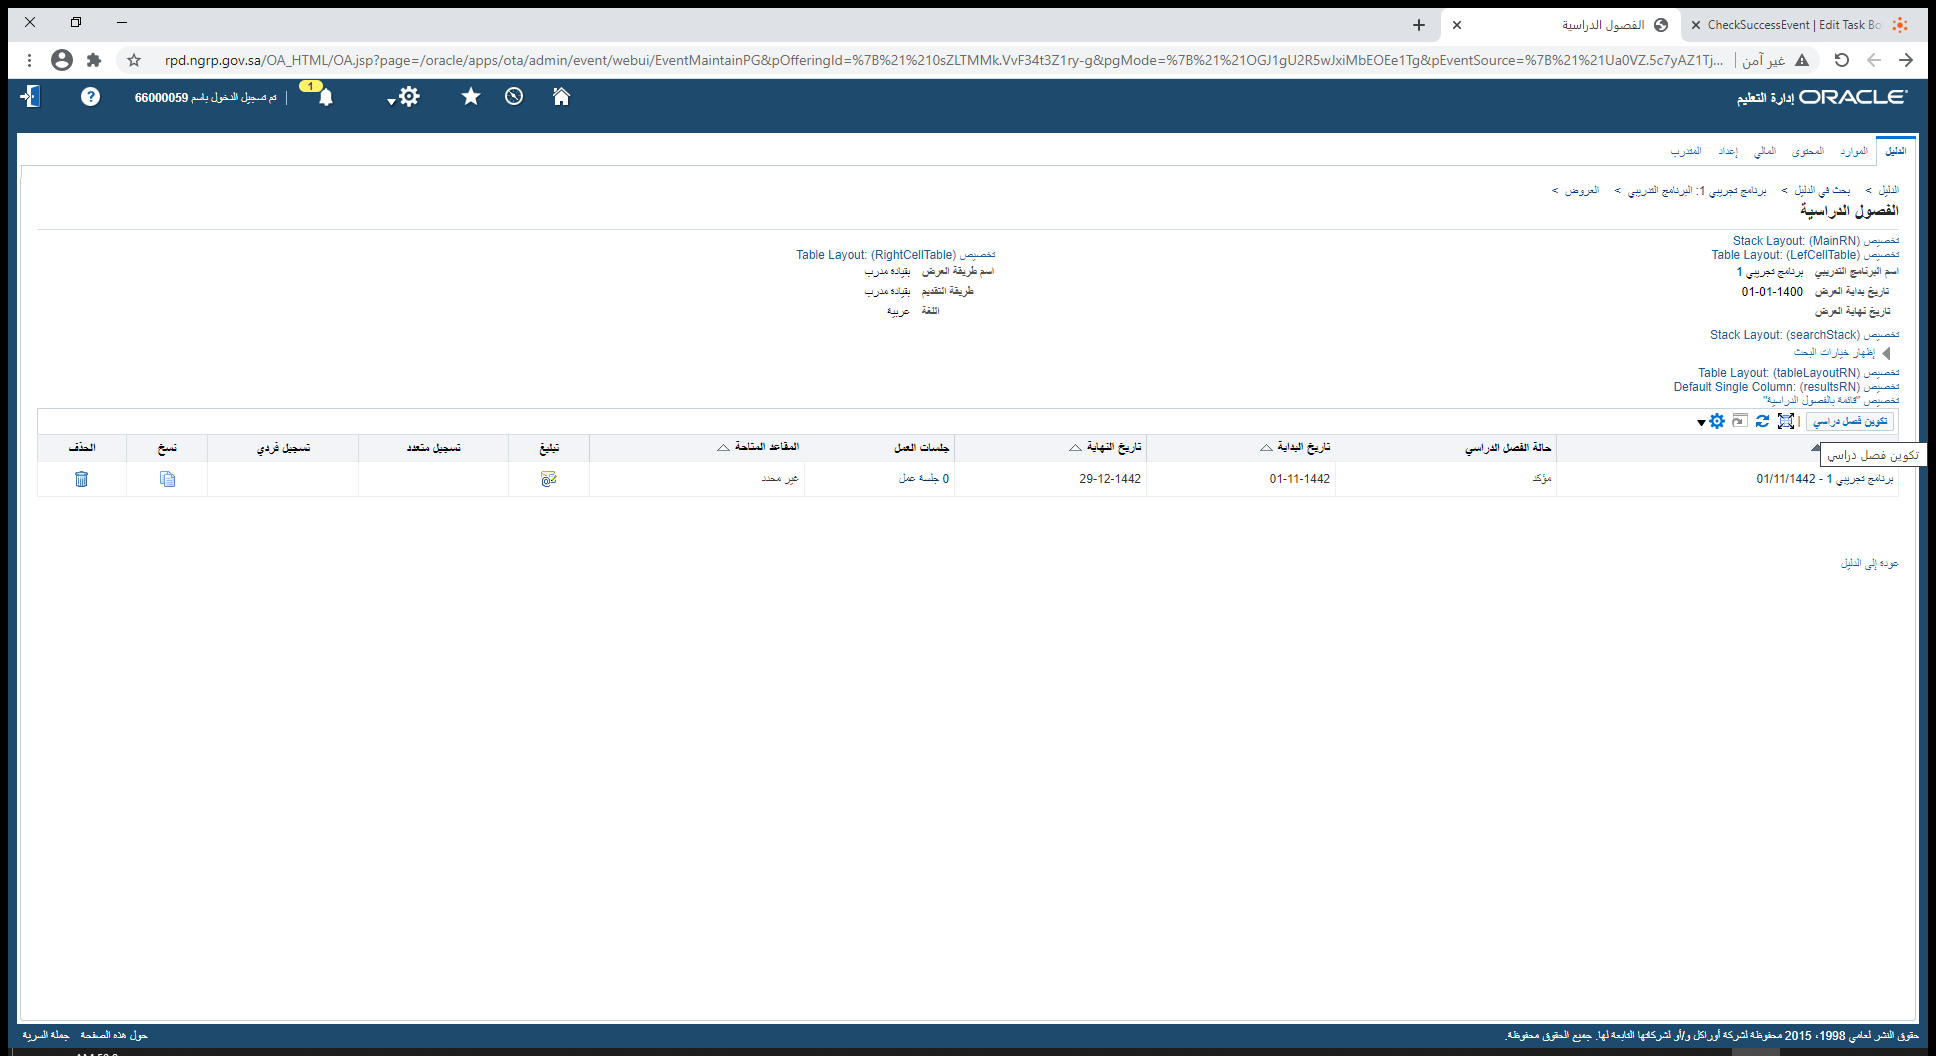 CheckSuccessEvent | Edit Task Bo
الفصول الدراسية
غير آمن
rpd.ngrp.gov.sa/OA_HTML/OA.jsp?page=/oracle/apps/ota/admin/event/webui/EventMaintainPG&pOfferingId=%7B%21%210sZLTMMk.VvF34t3Z1ry-g&pgMode=%7B%21%21OGJ1gU2R5wJxiMbEOEe1Tg&pEventSource=%7B%21%21Ua0VZ.5c7yAZ1Tj...
ORACLE إدارة التعليم
1
تم تسجيل الدخول باسم 66000059
الدليل الموارد المحتوى المالي إعداد المتدرب
الدليل > بحث في الدليل > برنامج تجريبي 1: البرنامج التدريبي > العروض >
الفصول الدراسية
تخصيص Stack Layout: (MainRN)
تخصيص Table Layout: (LefCellTable)
اسم البرنامج التدريبي برنامج تجريبي 1
تاريخ بداية العرض 01-01-1400
تاريخ نهاية العرض
تخصيص Table Layout: (RightCellTable)
اسم طريقة العرض بقيادة مدرب
طريقة التقديم بقيادة مدرب
اللغة عربية
تخصيص Stack Layout: (searchStack)
إظهار خيارات البحث
تخصيص Table Layout: (tableLayoutRN)
تخصيص Default Single Column: (resultsRN)
تخصيص "قائمة بالفصول الدراسية"
تكوين فصل دراسي
تكوين فصل دراسي
حالة الفصل الدراسي تاريخ البداية تاريخ النهاية جلسات العمل المقاعد المتاحة تبليغ تسجيل متعدد تسجيل فردي نسخ الحذف
برنامج تجريبي 1 - 01/11/1442 مؤكد 01-11-1442 29-12-1442 0 جلسة عمل غير محدد
عودة إلى الدليل
حقوق النشر لعامي 1998، 2015 محفوظة لشركة أوراكل و/أو لشركاتها التابعة لها. جميع الحقوق محفوظة.
حول هذه الصفحة جملة السرية